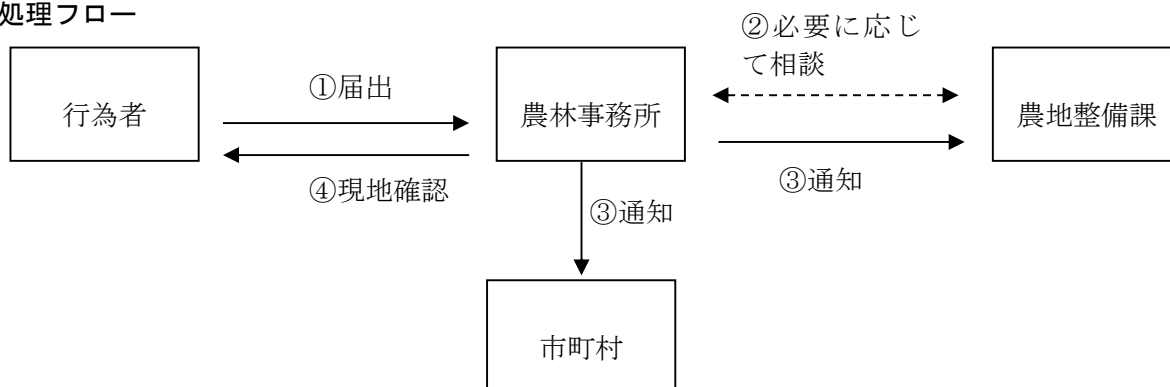 処理フロー
②必要に応じ
て相談
①届出
行為者
農林事務所
農地整備課
③通知
④現地確認
③通知
市町村